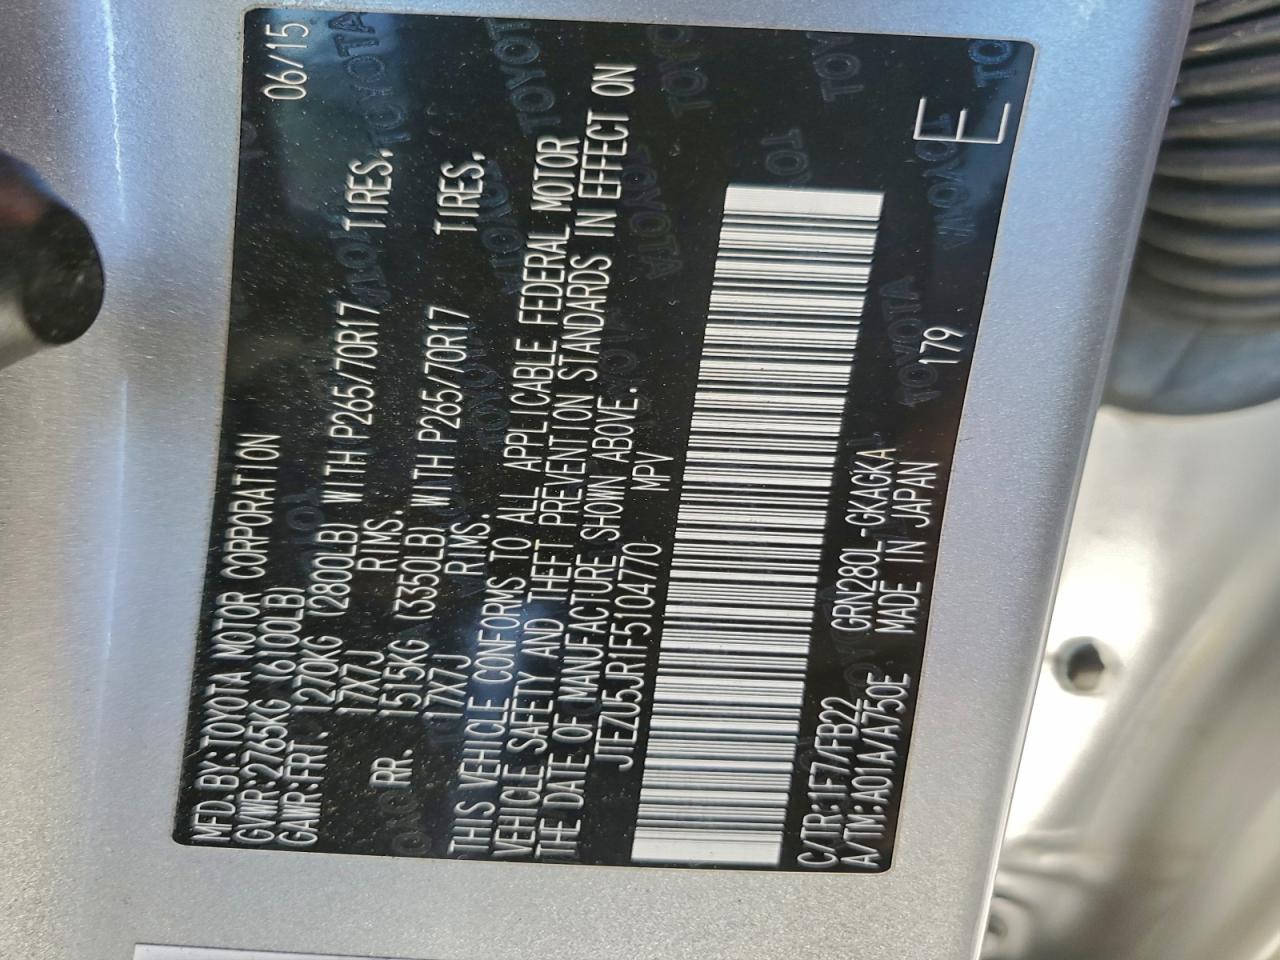 MFD.BY:TOYOTA MOTOR CORPORATION 06/15
GVWR:2765KG (6100LB)
GAWR:FRT. 1270KG (2800LB) WITH P265/70R17 TIRES,
17X7J RIMS.
RR. 1515KG (3350LB) WITH P265/70R17 TIRES,
17X7J RIMS.
THIS VEHICLE CONFORMS TO ALL APPLICABLE FEDERAL MOTOR
VEHICLE SAFETY AND THEFT PREVENTION STANDARDS IN EFFECT ON
THE DATE OF MANUFACTURE SHOWN ABOVE.
JTEZU5JR1F5104770 MPV
C/TR:1F7/FB22 GRN280L-GKAGKA
A/TM:A01A/A750E MADE IN JAPAN 179 E